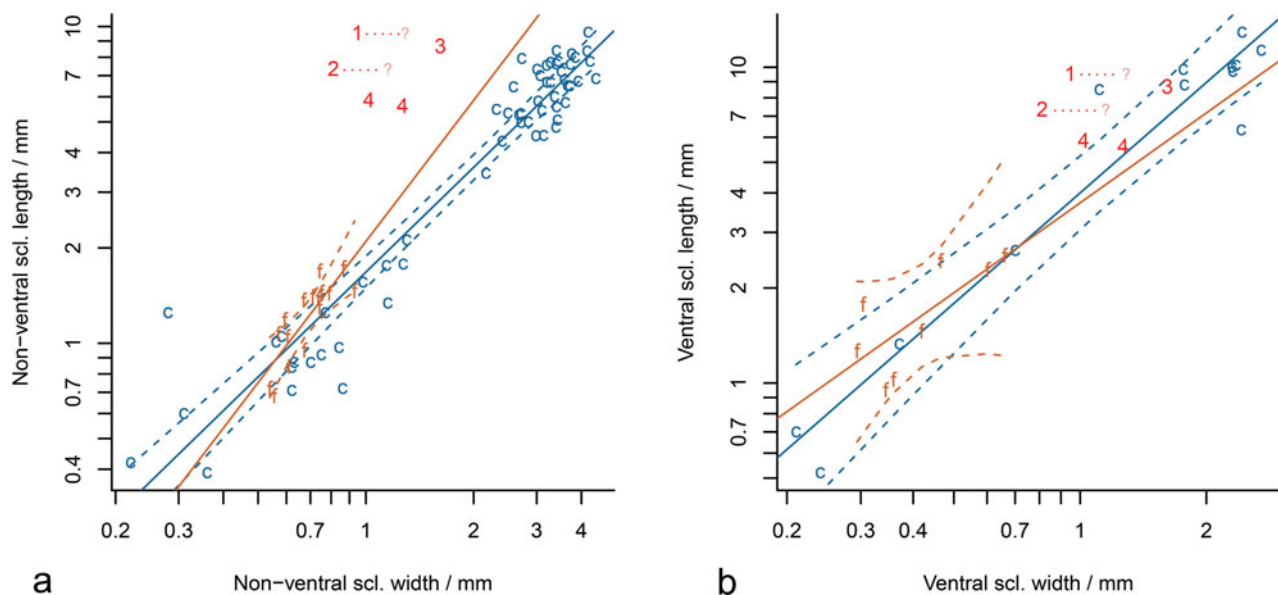 10
7
4
3
2
1
0.7
0.4
Non-ventral scl. length / mm
1 ..... ?
2 ..... ?
3
4 4
0.2 0.3 0.7 1 2 3 4
Non-ventral scl. width / mm
a
10
7
4
3
2
1
0.7
Ventral scl. length / mm
1 ..... ?
2 ...... ?
3
4 4
0.2 0.3 0.4 0.7 1 2
Ventral scl. width / mm
b